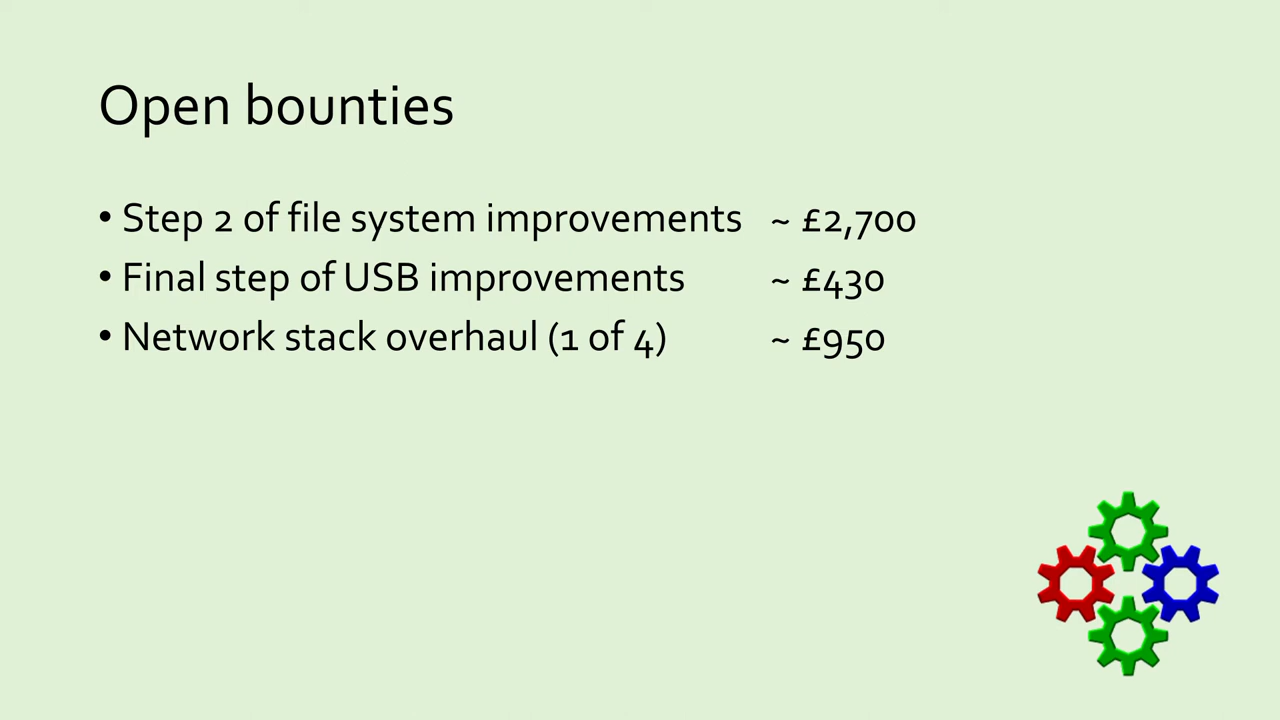 Open bounties
• Step 2 of file system improvements ~ £2,700
• Final step of USB improvements ~ £430
• Network stack overhaul (1 of 4) ~ £950